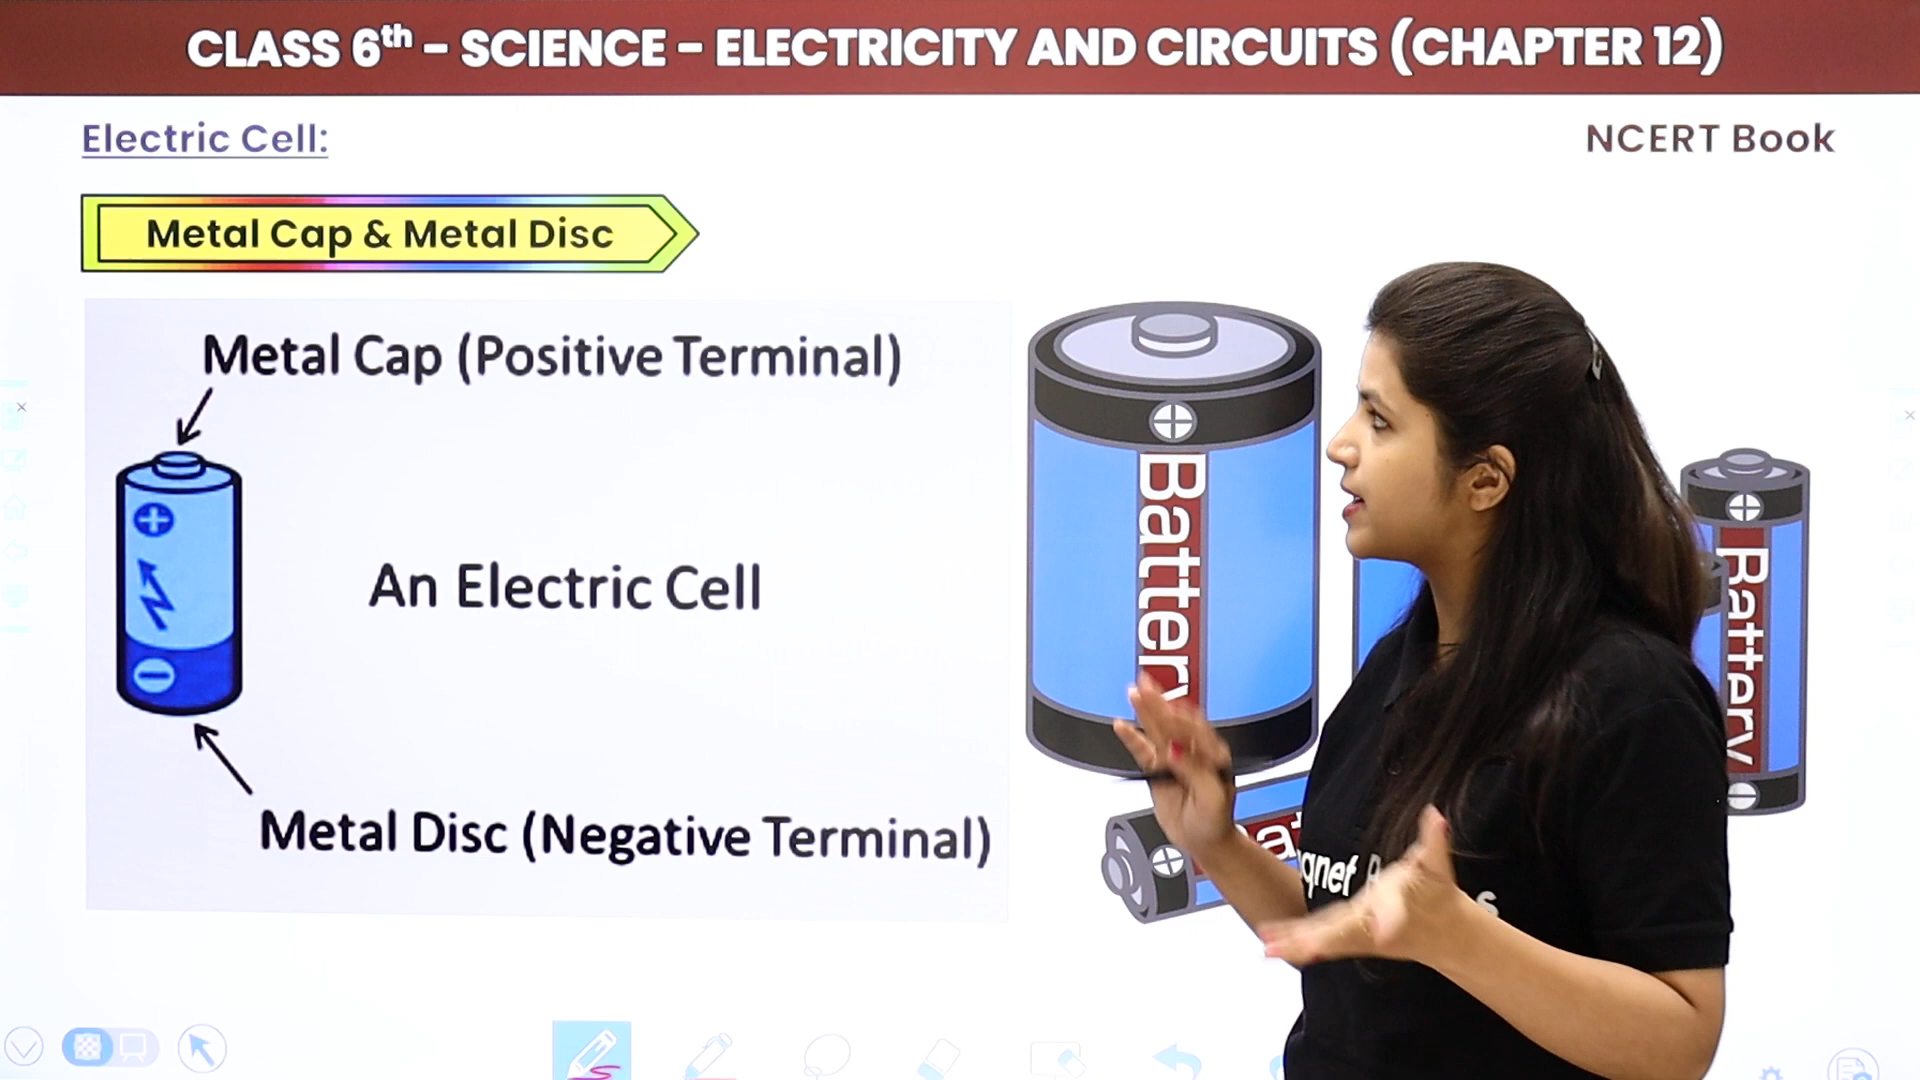 CLASS 6th – SCIENCE – ELECTRICITY AND CIRCUITS (CHAPTER 12)
Electric Cell:
NCERT Book
Metal Cap & Metal Disc
Metal Cap (Positive Terminal)
An Electric Cell
Metal Disc (Negative Terminal)
Battery
Battery